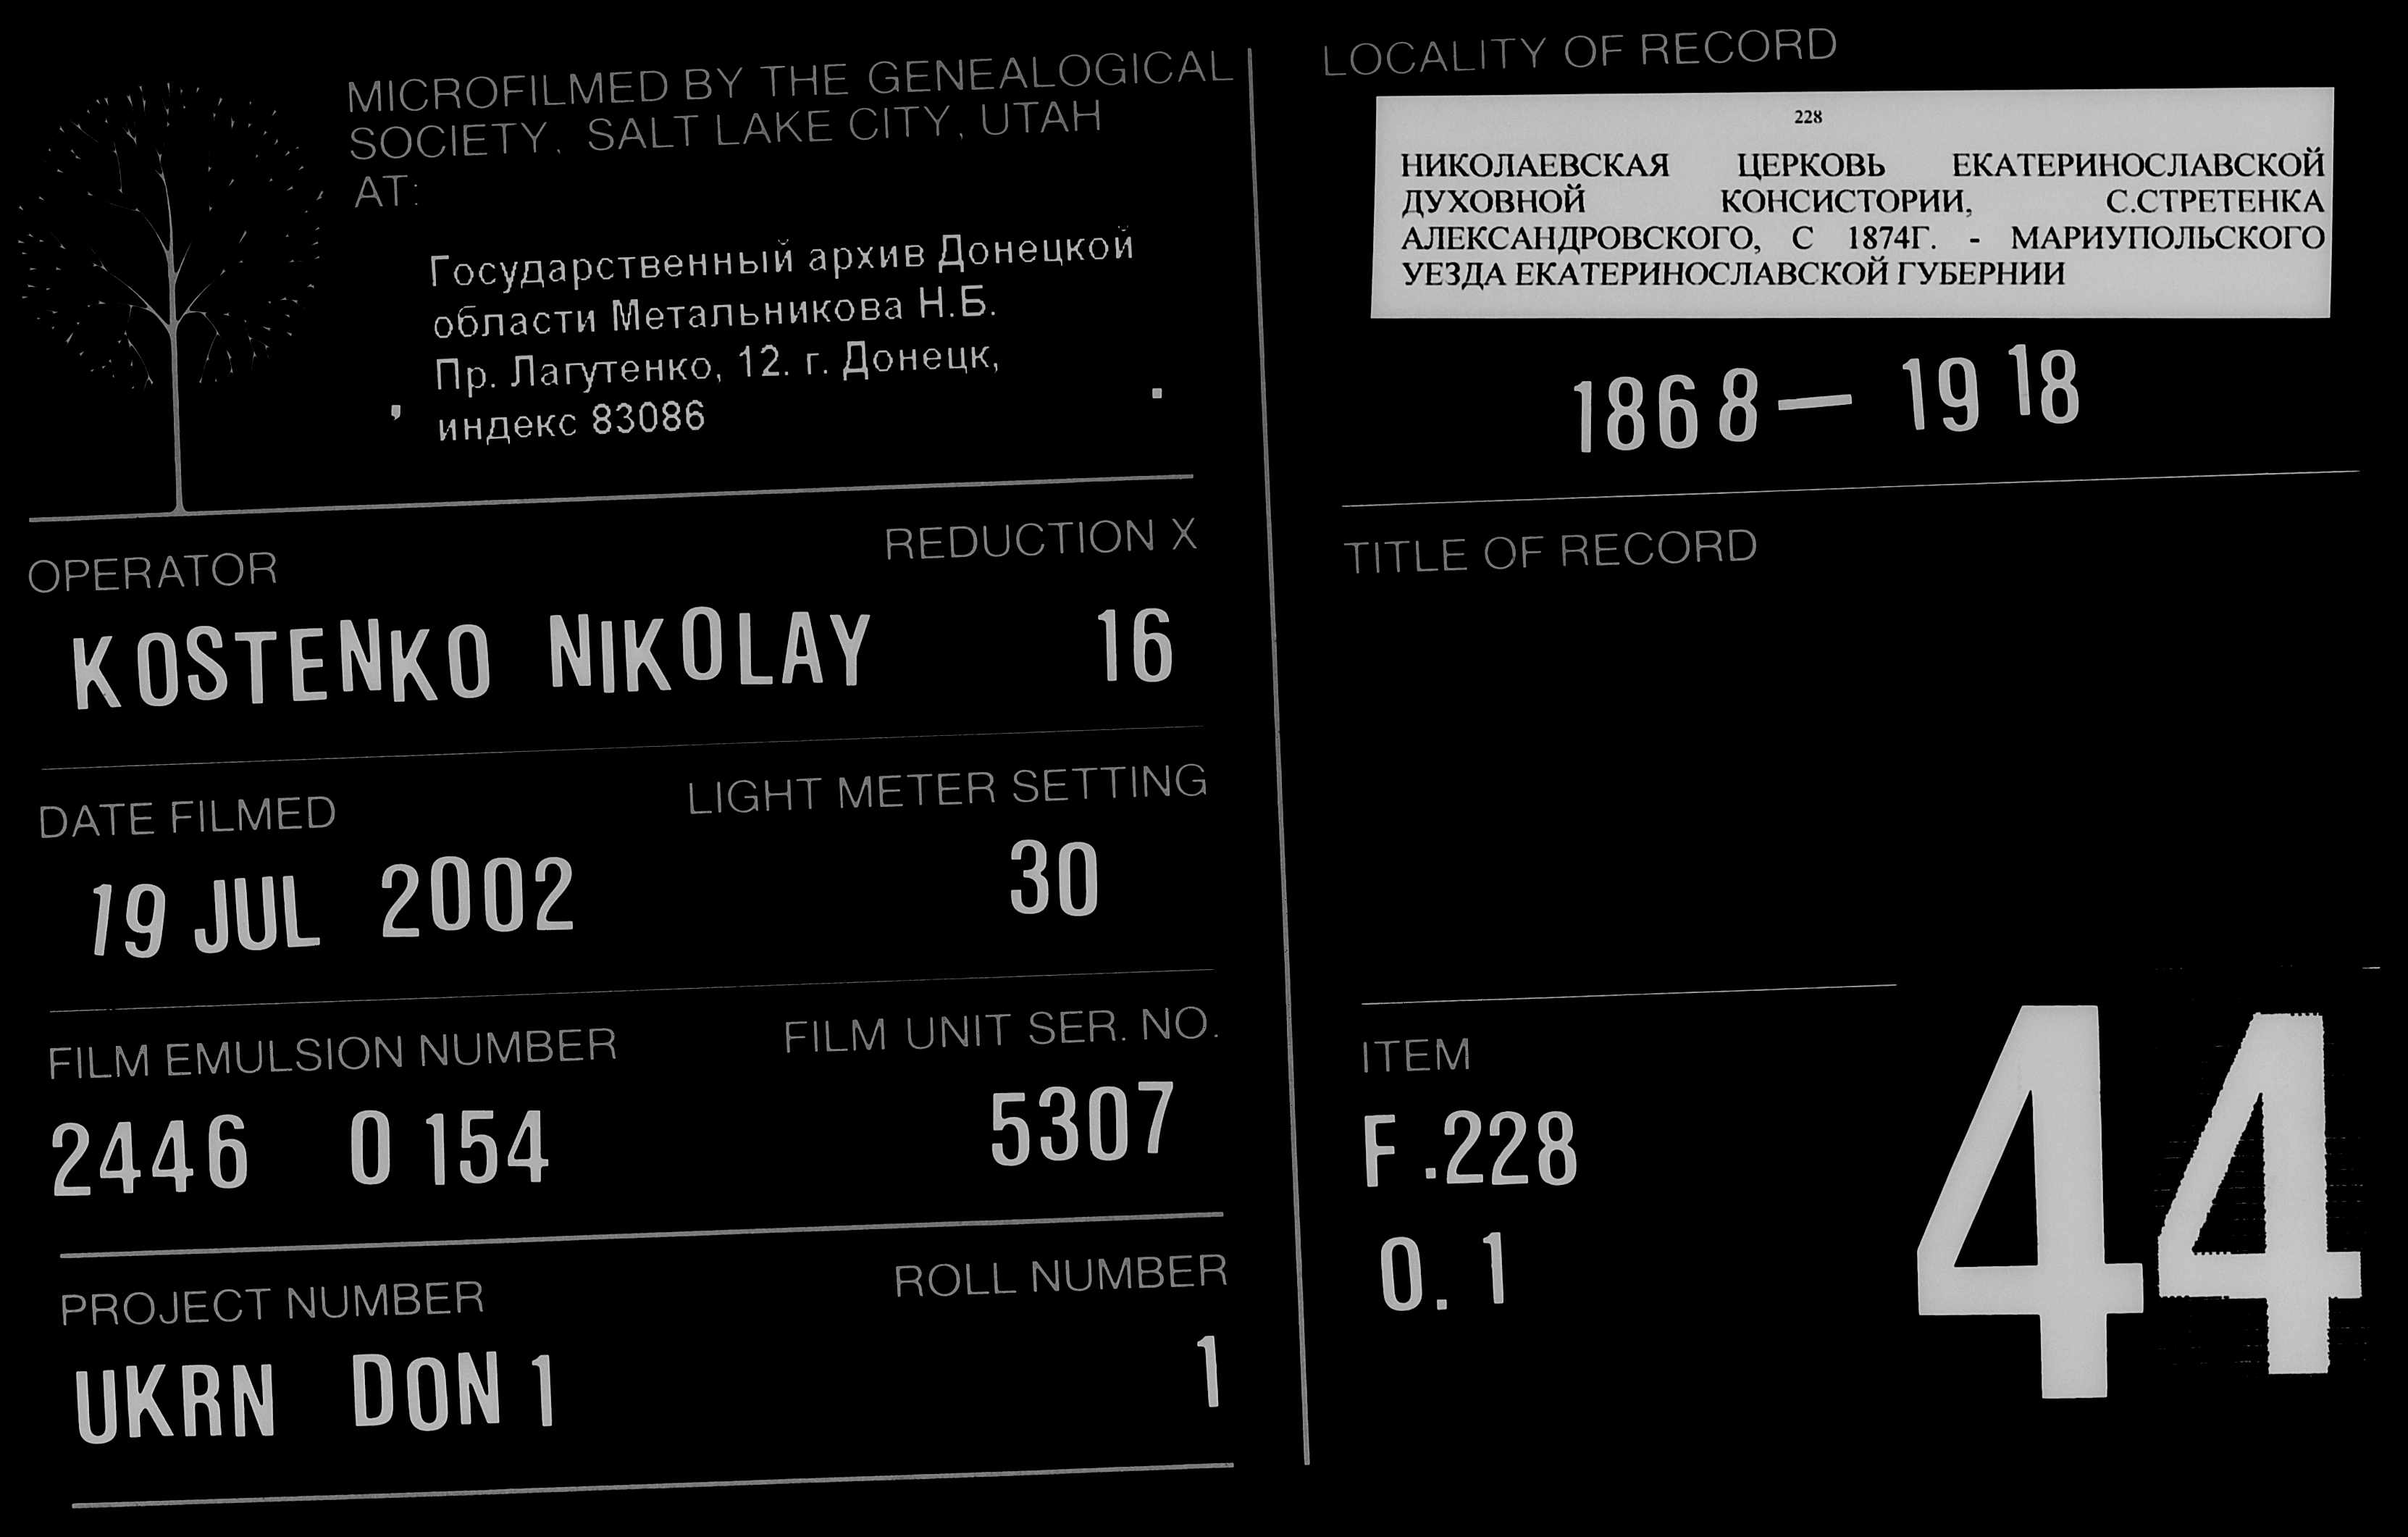 MICROFILMED BY THE GENEALOGICAL
SOCIETY, SALT LAKE CITY, UTAH
AT:
Государственный архив Донецкой
области Метальникова Н.Б.
Пр. Лагутенко, 12. г. Донецк,
индекс 83086
OPERATOR
REDUCTION X
KOSTENKO NIKOLAY
16
DATE FILMED
LIGHT METER SETTING
19 JUL 2002
30
FILM EMULSION NUMBER
FILM UNIT SER. NO.
2446 0154
5307
PROJECT NUMBER
ROLL NUMBER
UKRN DON 1
1
LOCALITY OF RECORD
228
НИКОЛАЕВСКАЯ ЦЕРКОВЬ ЕКАТЕРИНОСЛАВСКОЙ
ДУХОВНОЙ КОНСИСТОРИИ, С.СТРЕТЕНКА
АЛЕКСАНДРОВСКОГО, С 1874Г. - МАРИУПОЛЬСКОГО
УЕЗДА ЕКАТЕРИНОСЛАВСКОЙ ГУБЕРНИИ
1868— 1918
TITLE OF RECORD
ITEM
F.228
O. 1
44